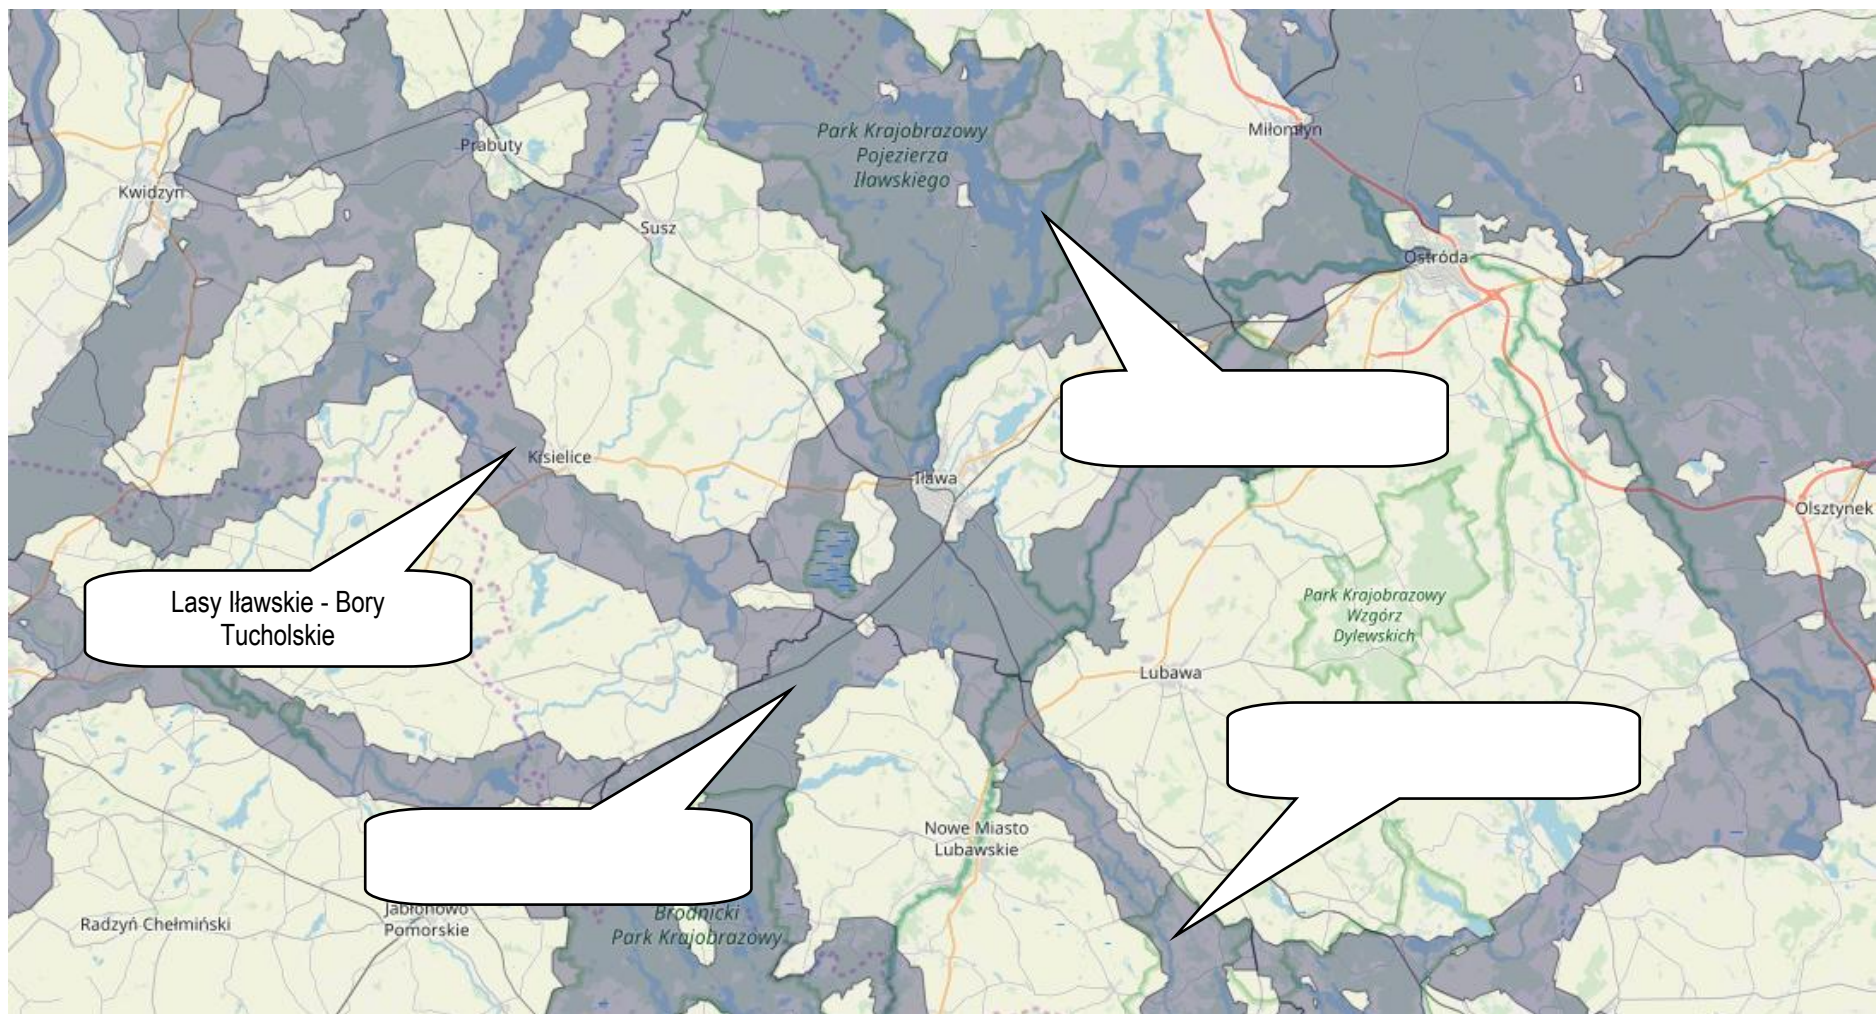 Park Krajobrazowy
Pojezierza
Iławskiego
Miłomłyn
Prabuty
Kwidzyn
Susz
Ostróda
Kisielice
Iława
Olsztynek
Lasy Iławskie - Bory
Tucholskie
Park Krajobrazowy
Wzgórz
Dylewskich
Lubawa
Nowe Miasto
Lubawskie
Radzyń Chełmiński
Jabłonowo
Pomorskie
Brodnicki
Park Krajobrazowy